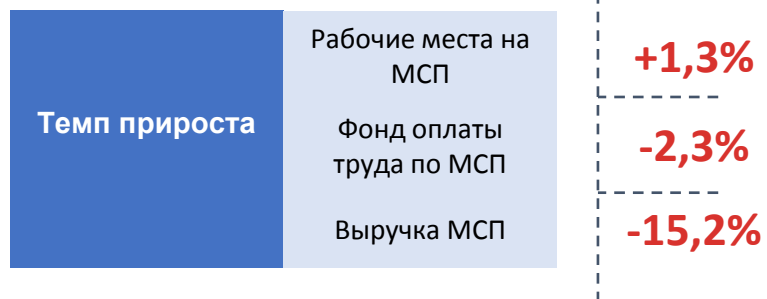 Темп прироста
Рабочие места на
МСП
+1,3%
Фонд оплаты
труда по МСП
-2,3%
Выручка МСП
-15,2%